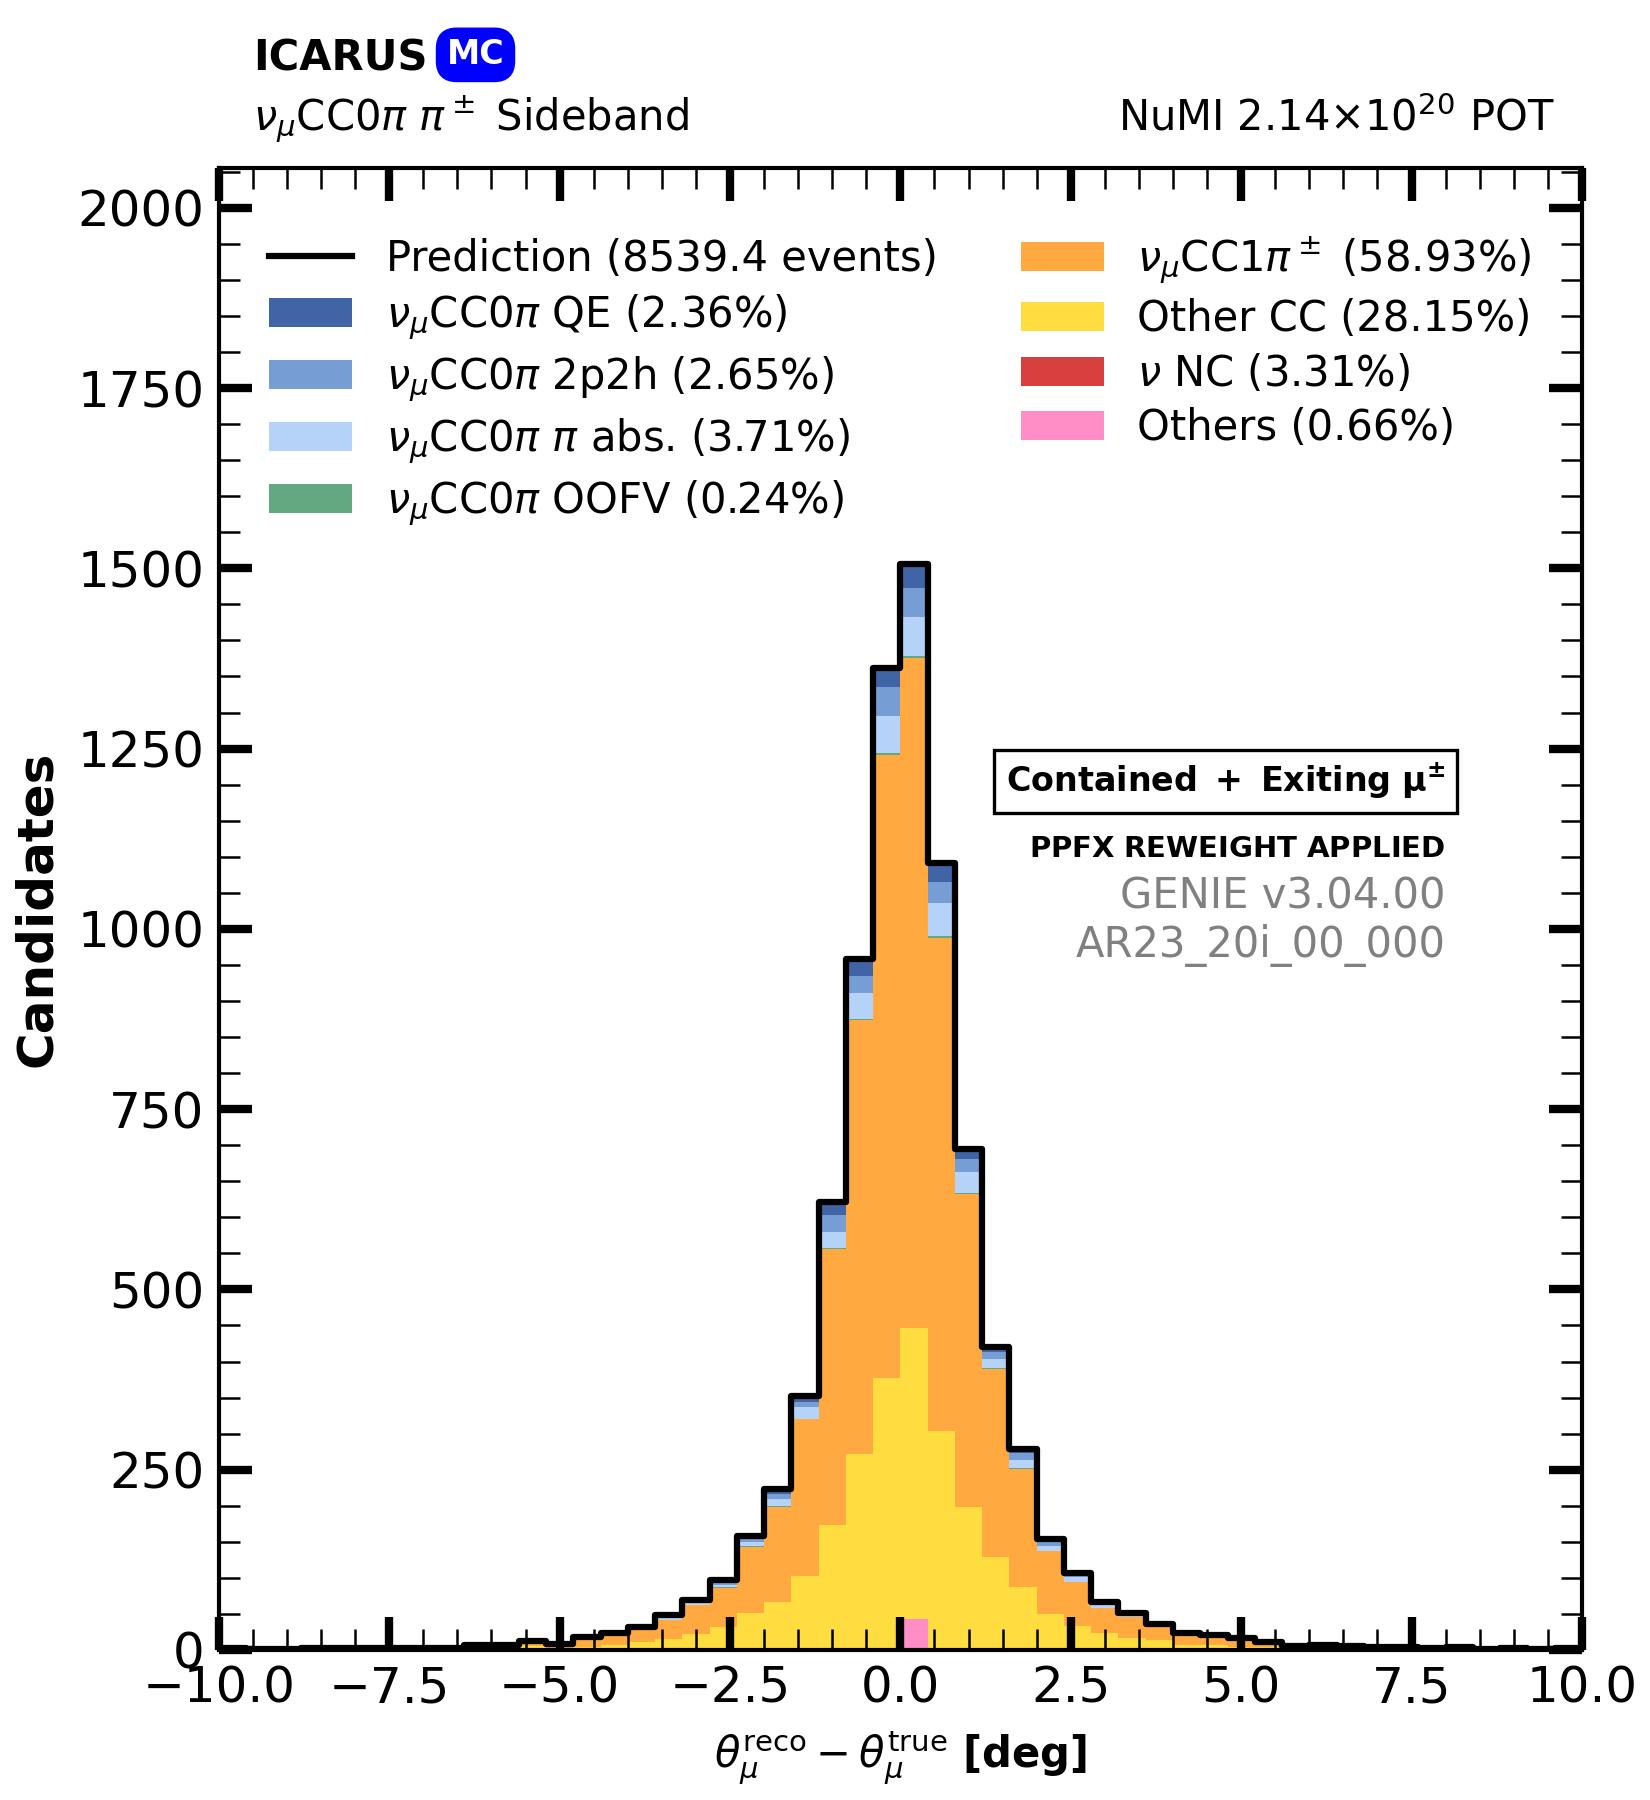 ICARUS MC
νμCC0π π± Sideband
NuMI 2.14×10²⁰ POT
Prediction (8539.4 events)
νμCC0π QE (2.36%)
νμCC0π 2p2h (2.65%)
νμCC0π π abs. (3.71%)
νμCC0π OOFV (0.24%)
νμCC1π± (58.93%)
Other CC (28.15%)
ν NC (3.31%)
Others (0.66%)
Contained + Exiting μ±
PPFX REWEIGHT APPLIED
GENIE v3.04.00
AR23_20i_00_000
Candidates
2000
1750
1500
1250
1000
750
500
250
0
−10.0 −7.5 −5.0 −2.5 0.0 2.5 5.0 7.5 10.0
θμ^reco − θμ^true [deg]